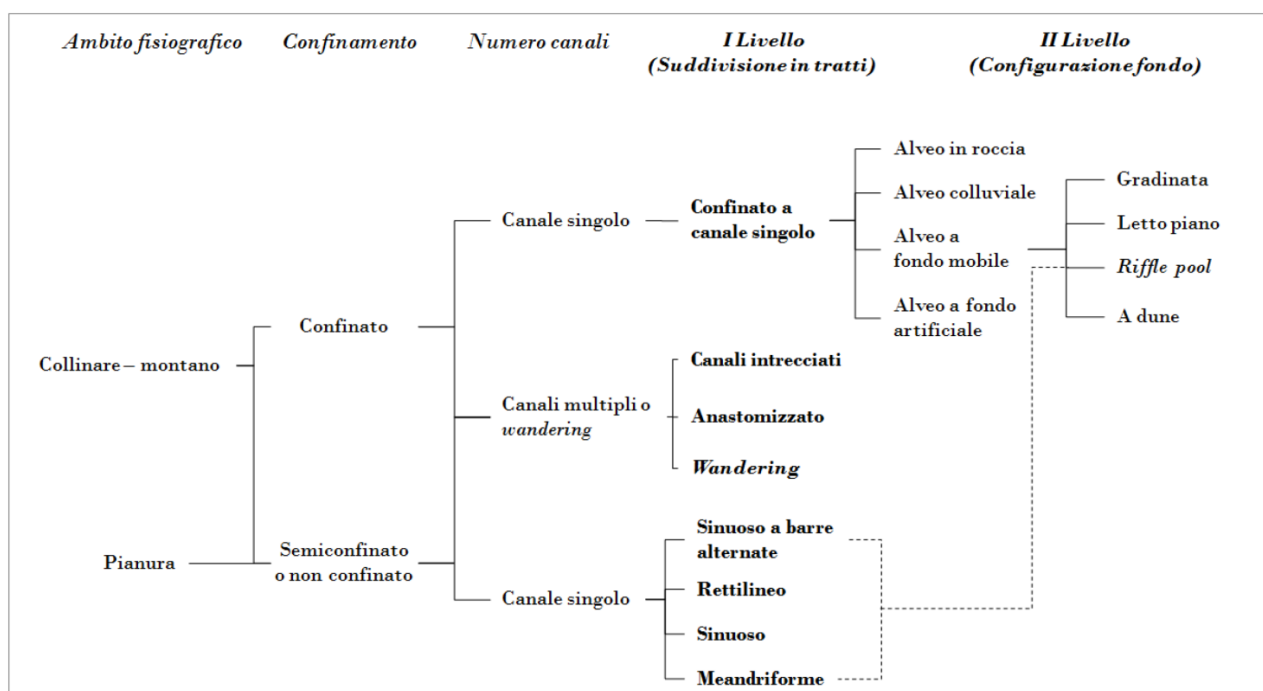 Ambito fisiografico
Confinamento
Numero canali
I Livello
(Suddivisione in tratti)
II Livello
(Configurazione fondo)
Alveo in roccia
Gradinata
Alveo colluviale
Canale singolo
Confinato a
canale singolo
Letto piano
Alveo a
fondo mobile
Riffle pool
Alveo a fondo
artificiale
A dune
Confinato
Collinare – montano
Canali intrecciati
Canali multipli o
wandering
Anastomizzato
Wandering
Sinuoso a barre
alternate
Pianura
Semiconfinato
o non confinato
Rettilineo
Canale singolo
Sinuoso
Meandriforme